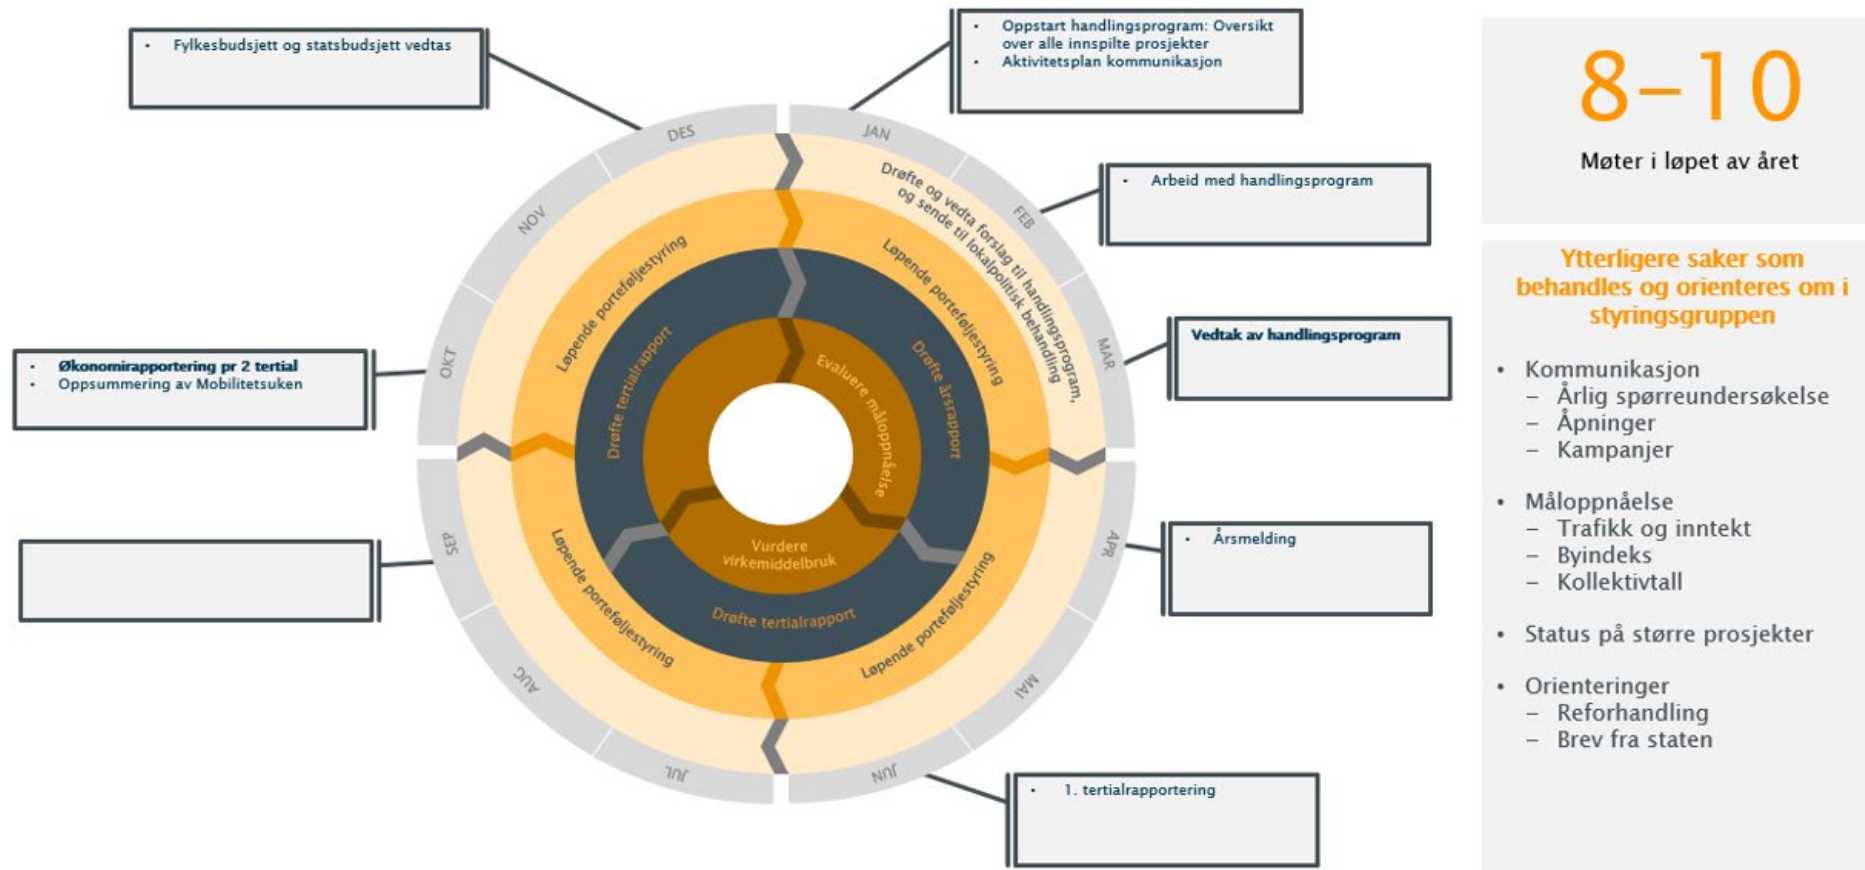 • Fylkesbudsjett og statsbudsjett vedtas
• Oppstart handlingsprogram: Oversikt
over alle innspilte prosjekter
• Aktivitetsplan kommunikasjon
• Arbeid med handlingsprogram
Vedtak av handlingsprogram
• Årsmelding
• 1. tertialrapportering
• Økonomirapportering pr 2 tertial
• Oppsummering av Mobilitetsuken
JAN
FEB
MAR
APR
MAI
JUN
JUL
AUG
SEP
OKT
NOV
DES
Drøfte og vedta forslag til handlingsprogram,
og sende til lokalpolitisk behandling
Løpende porteføljestyring
Løpende porteføljestyring
Løpende porteføljestyring
Løpende porteføljestyring
Drøfte årsrapport
Drøfte tertialrapport
Drøfte tertialrapport
Evaluere måloppnåelse
Vurdere
virkemiddelbruk
8–10
Møter i løpet av året
Ytterligere saker som
behandles og orienteres om i
styringsgruppen
• Kommunikasjon
– Årlig spørreundersøkelse
– Åpninger
– Kampanjer
• Måloppnåelse
– Trafikk og inntekt
– Byindeks
– Kollektivtall
• Status på større prosjekter
• Orienteringer
– Reforhandling
– Brev fra staten